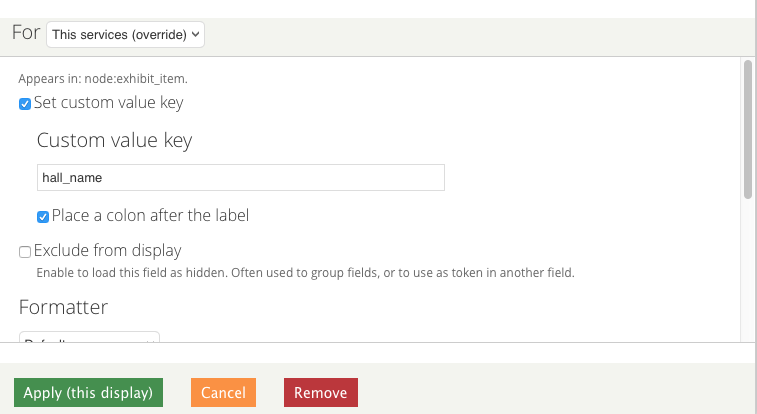 For This services (override)
Appears in: node:exhibit_item.
Set custom value key
Custom value key
hall_name
Place a colon after the label
Exclude from display
Enable to load this field as hidden. Often used to group fields, or to use as token in another field.
Formatter
Apply (this display) Cancel Remove